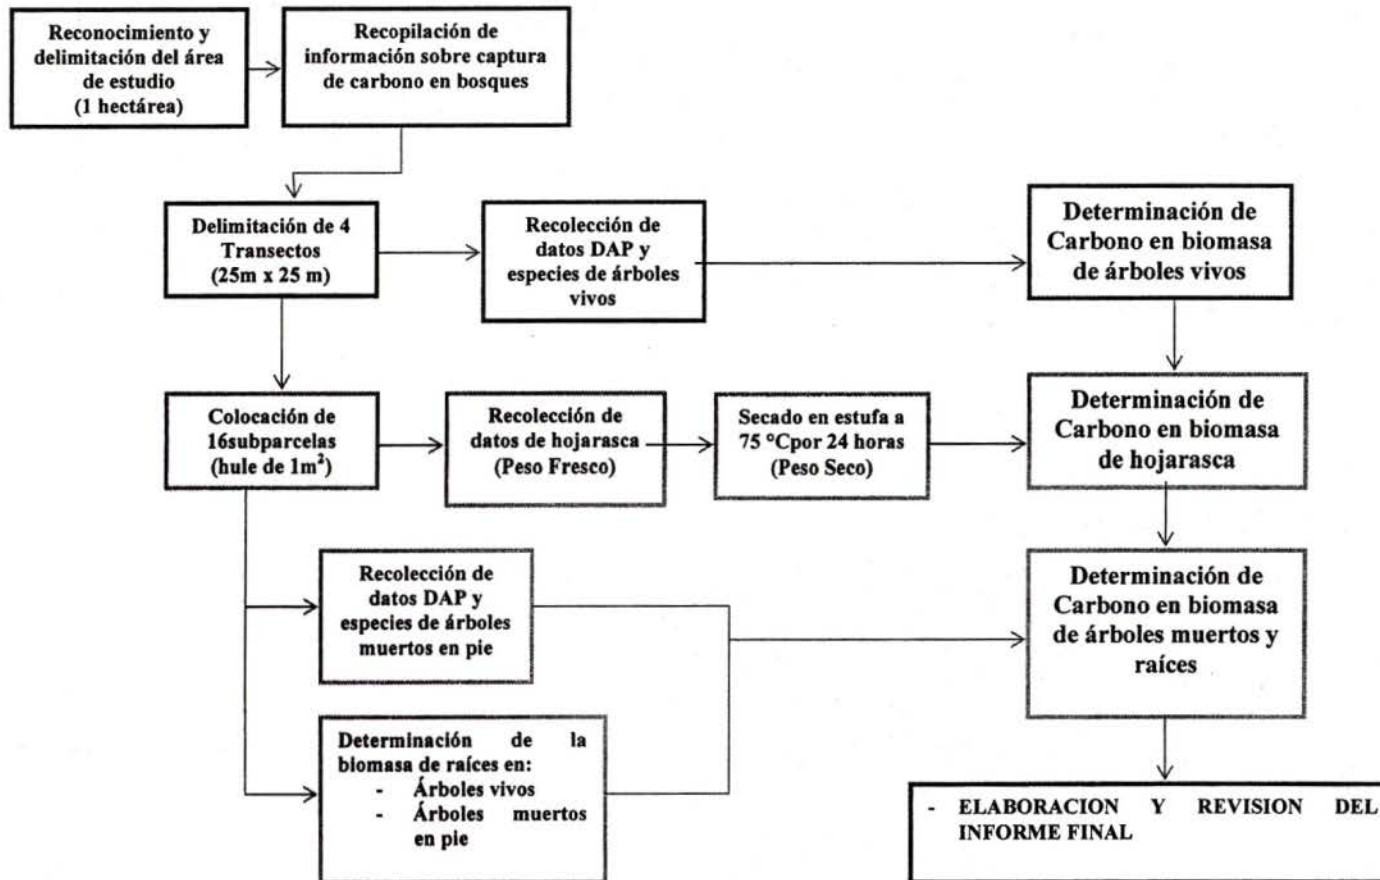 Reconocimiento y
delimitación del área
de estudio
(1 hectárea)
Recopilación de
información sobre captura
de carbono en bosques
Delimitación de 4
Transectos
(25m x 25 m)
Recolección de
datos DAP y
especies de árboles
vivos
Determinación de
Carbono en biomasa
de árboles vivos
Colocación de
16subparcelas
(hule de 1m²)
Recolección de
datos de hojarasca
(Peso Fresco)
Secado en estufa a
75 °Cpor 24 horas
(Peso Seco)
Determinación de
Carbono en biomasa
de hojarasca
Recolección de
datos DAP y
especies de árboles
muertos en pie
Determinación de
Carbono en biomasa
de árboles muertos y
raíces
Determinación de la
biomasa de raíces en:
- Árboles vivos
- Árboles muertos
en pie
- ELABORACION Y REVISION DEL
INFORME FINAL